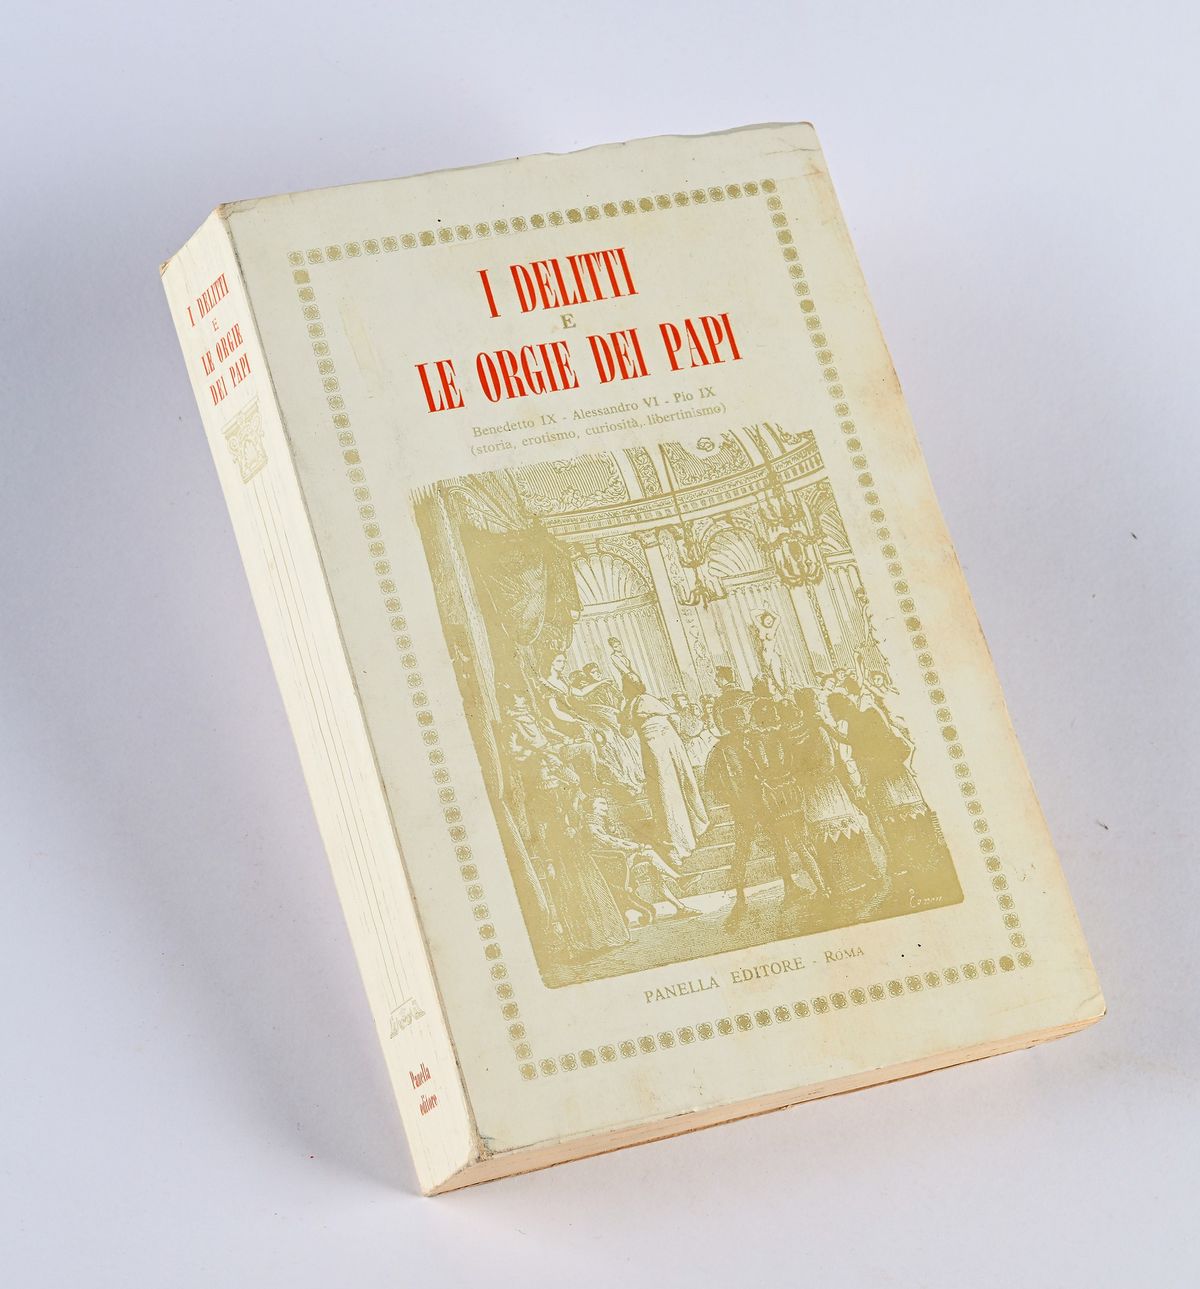 I DELITTI
E
LE ORGIE DEI PAPI
Benedetto IX - Alessandro VI - Pio IX
(storia, erotismo, curiosità, libertinismo)
PANELLA EDITORE - ROMA
I DELITTI
E
LE ORGIE
DEI PAPI
Panella
editore